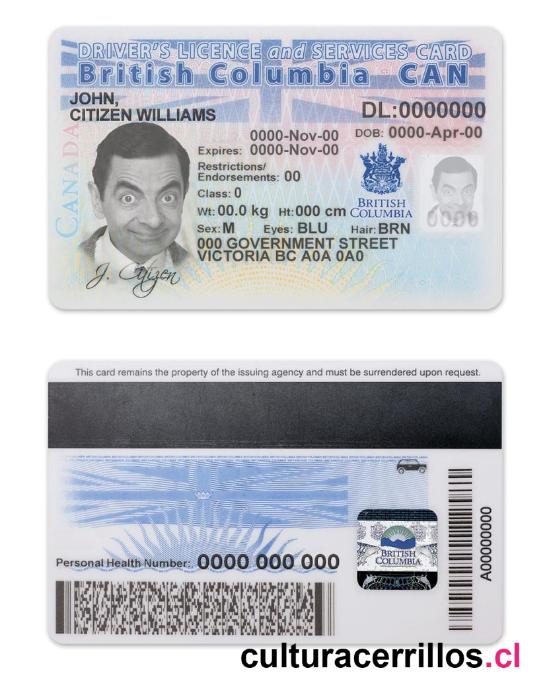 DRIVER'S LICENCE and SERVICES CARD
British Columbia CAN
JOHN,
CITIZEN WILLIAMS
DL:0000000
0000-Nov-00
DOB: 0000-Apr-00
Expires: 0000-Nov-00
Restrictions/
Endorsements: 00
Class: 0
Wt: 00.0 kg Ht: 000 cm
Sex: M Eyes: BLU Hair: BRN
000 GOVERNMENT STREET
VICTORIA BC A0A 0A0
CANADA
BRITISH
COLUMBIA
0000
J. Citizen
This card remains the property of the issuing agency and must be surrendered upon request.
Personal Health Number: 0000 000 000
BRITISH
COLUMBIA
A00000000
culturacerrillos.cl